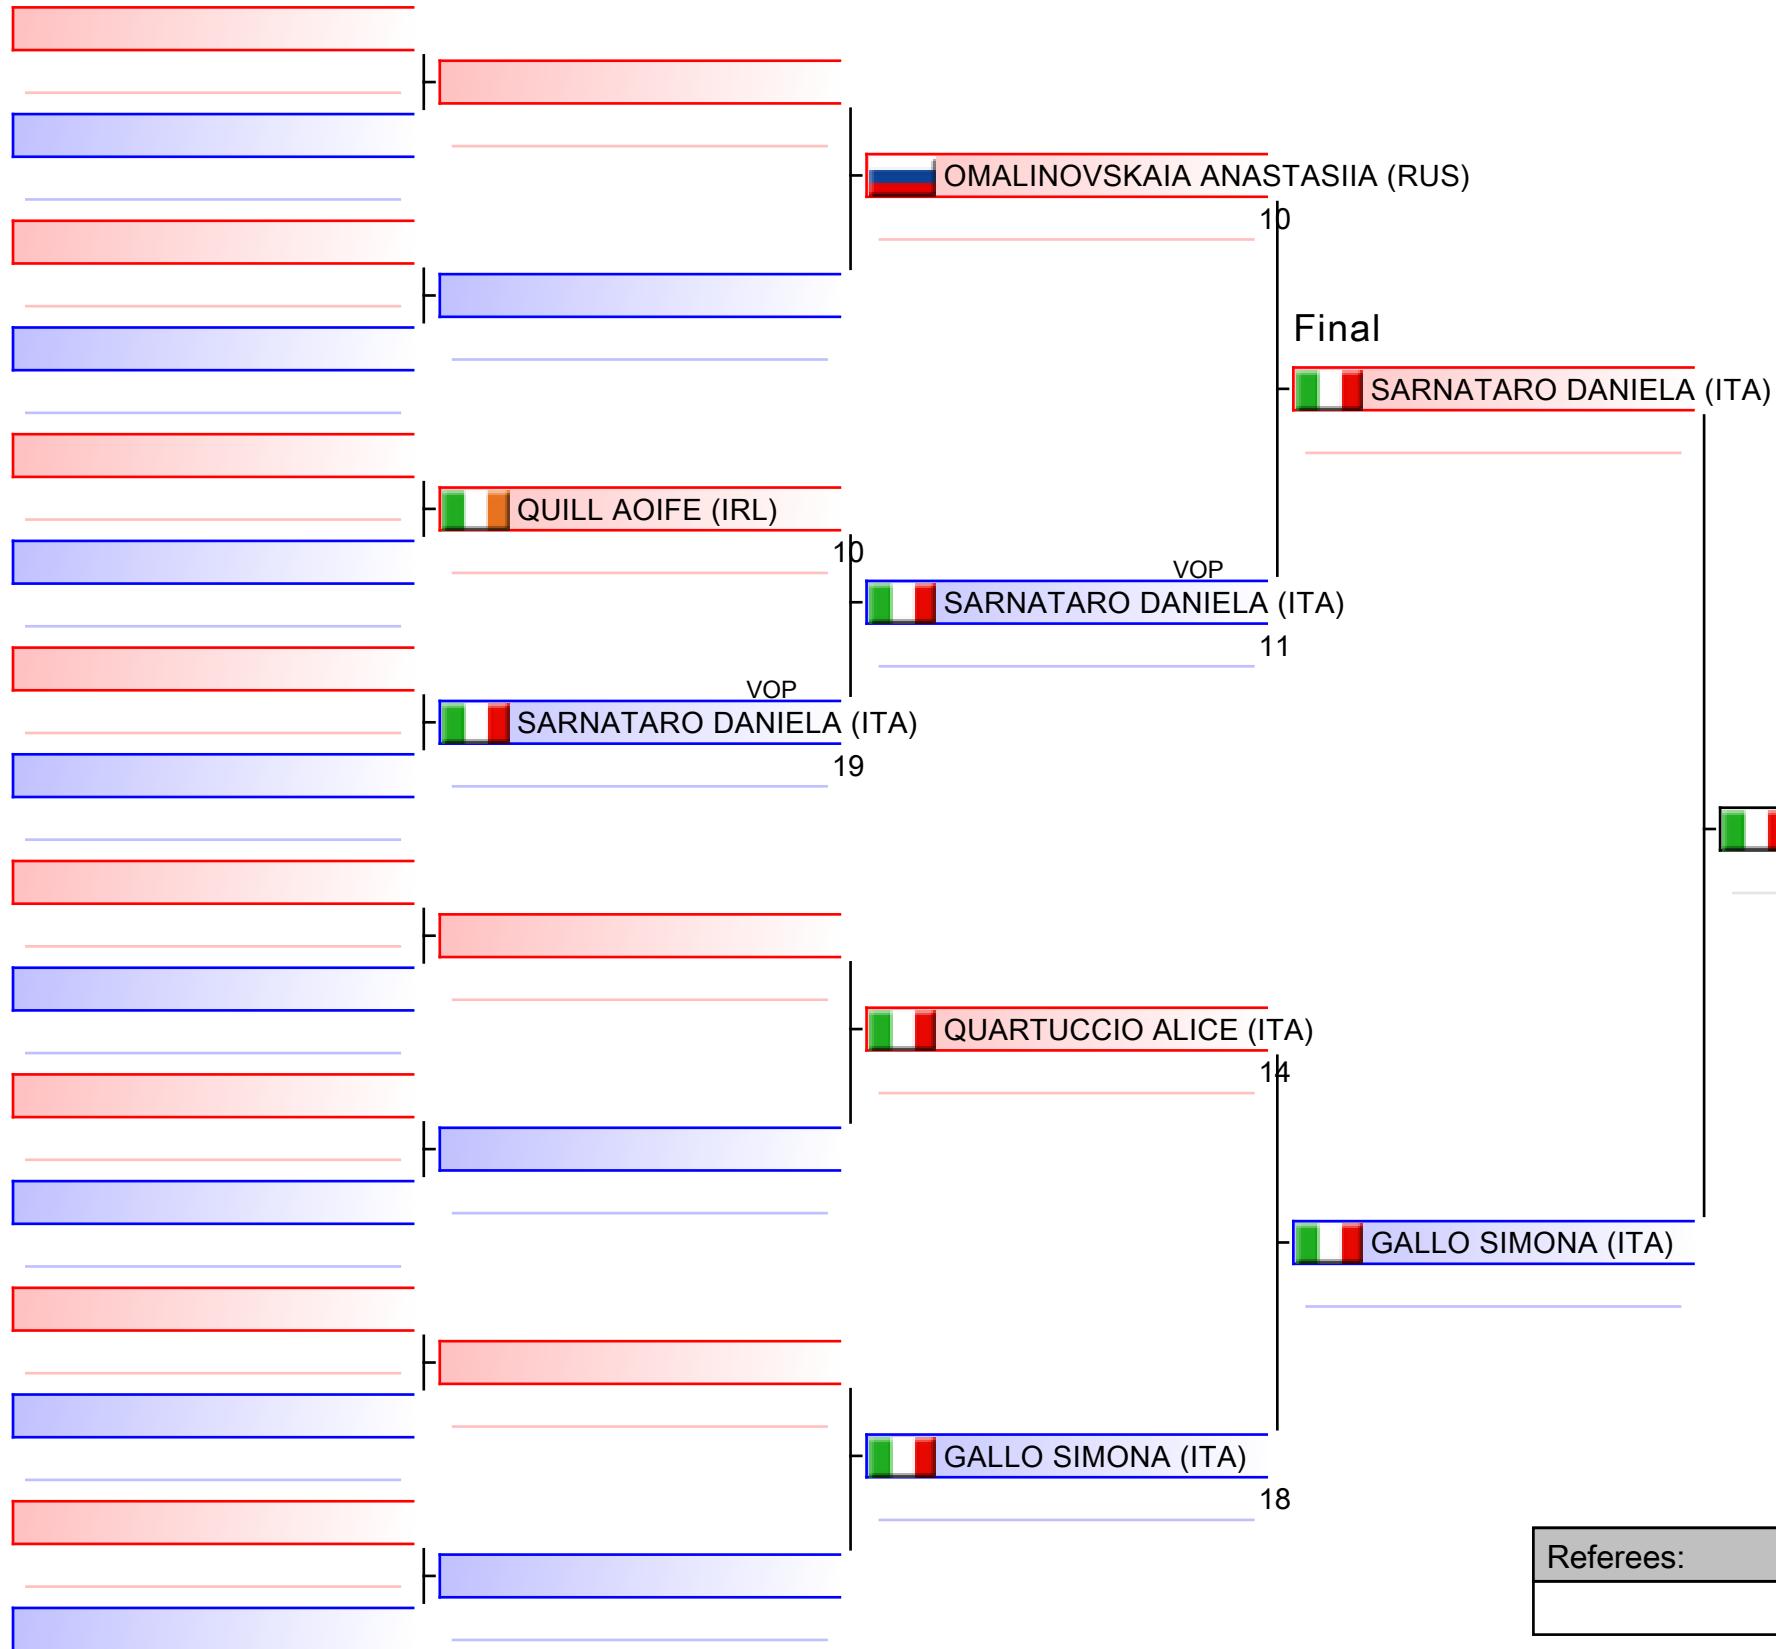 OMALINOVSKAIA ANASTASIIA (RUS)
10
Final
SARNATARO DANIELA (ITA)
QUILL AOIFE (IRL)
10
VOP
SARNATARO DANIELA (ITA)
11
VOP
SARNATARO DANIELA (ITA)
19
QUARTUCCIO ALICE (ITA)
14
GALLO SIMONA (ITA)
GALLO SIMONA (ITA)
18
Referees: